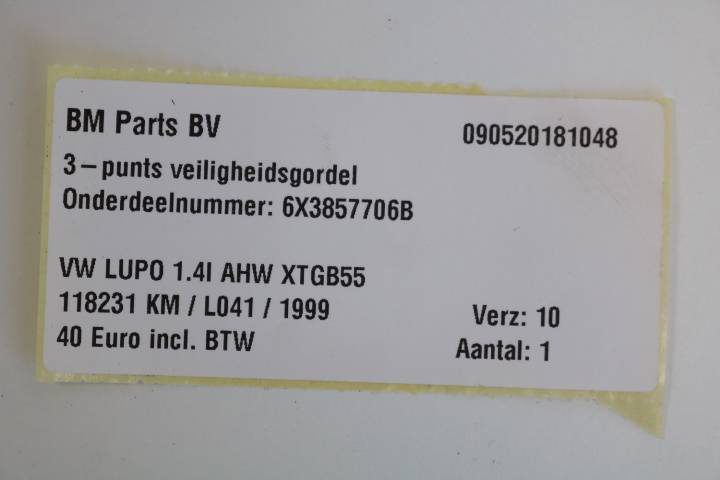 BM Parts BV 090520181048
3-punts veiligheidsgordel
Onderdeelnummer: 6X3857706B
VW LUPO 1.4I AHW XTGB55
118231 KM / L041 / 1999 Verz: 10
40 Euro incl. BTW Aantal: 1